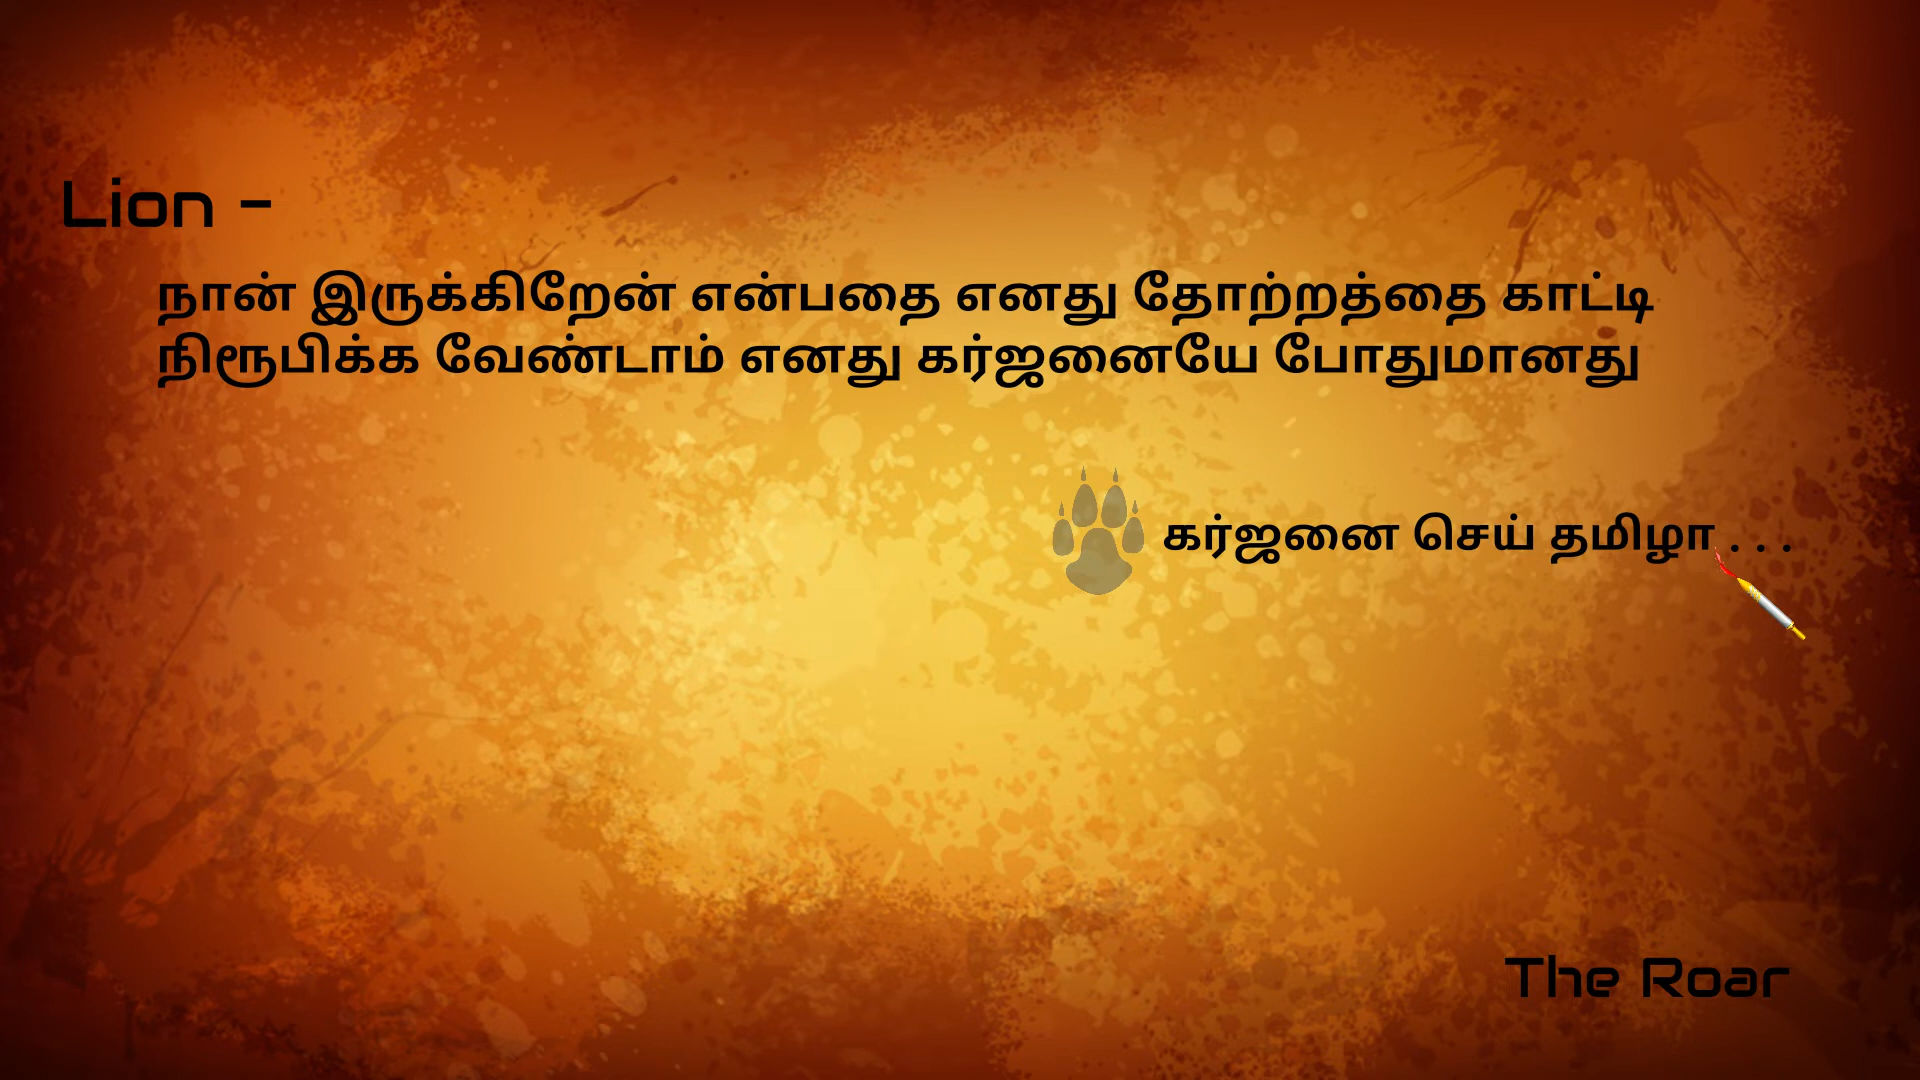 Lion -
நான் இருக்கிறேன் என்பதை எனது தோற்றத்தை காட்டி
நிரூபிக்க வேண்டாம் எனது கர்ஜனையே போதுமானது
கர்ஜனை செய் தமிழா . . .
The Roar